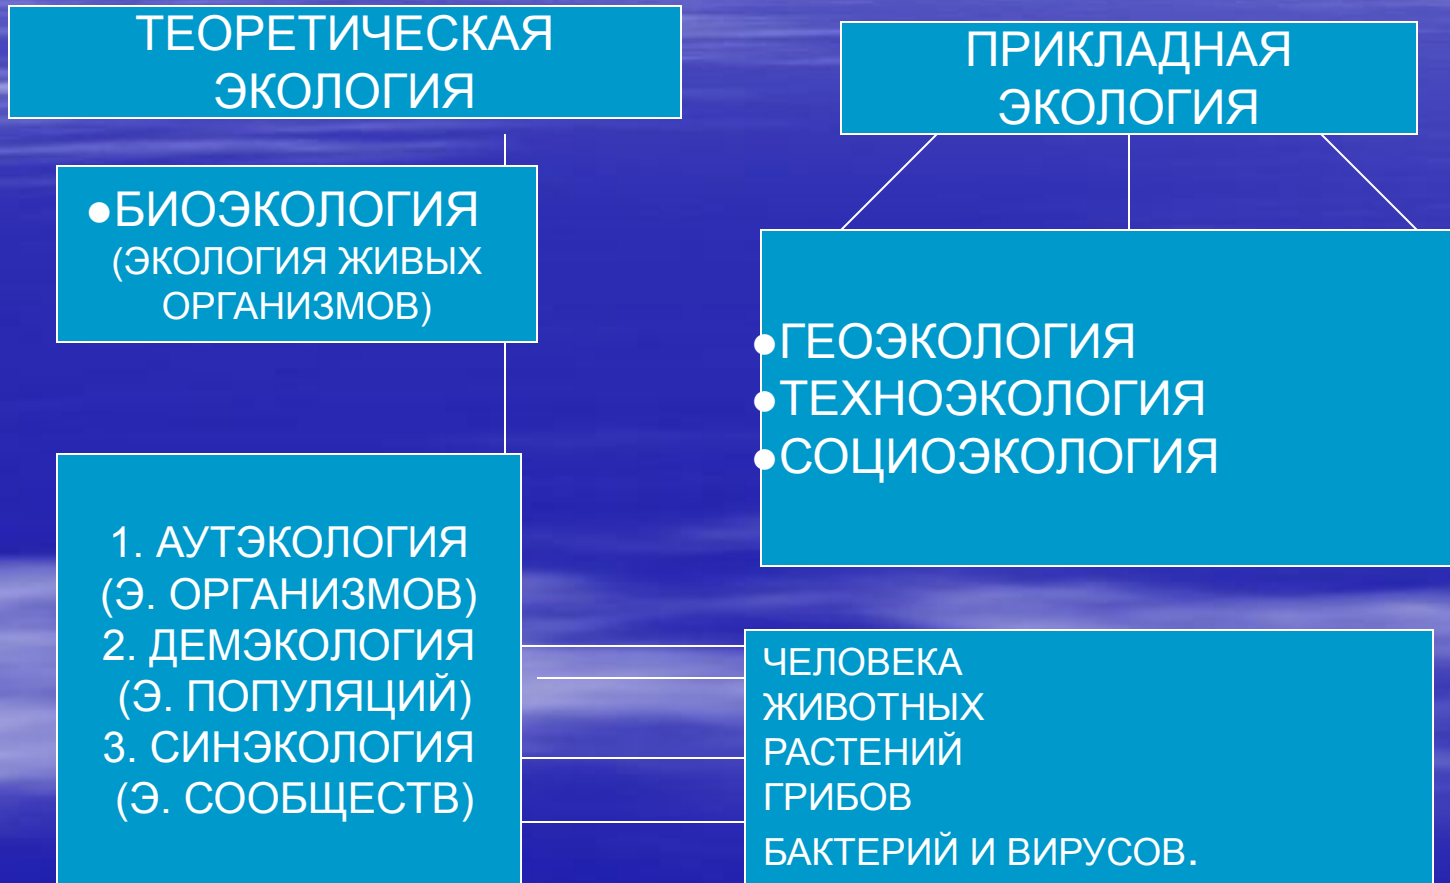 ТЕОРЕТИЧЕСКАЯ
ЭКОЛОГИЯ
●БИОЭКОЛОГИЯ
(ЭКОЛОГИЯ ЖИВЫХ
ОРГАНИЗМОВ)
1. АУТЭКОЛОГИЯ
(Э. ОРГАНИЗМОВ)
2. ДЕМЭКОЛОГИЯ
(Э. ПОПУЛЯЦИЙ)
3. СИНЭКОЛОГИЯ
(Э. СООБЩЕСТВ)
ПРИКЛАДНАЯ
ЭКОЛОГИЯ
●ГЕОЭКОЛОГИЯ
●ТЕХНОЭКОЛОГИЯ
●СОЦИОЭКОЛОГИЯ
ЧЕЛОВЕКА
ЖИВОТНЫХ
РАСТЕНИЙ
ГРИБОВ
БАКТЕРИЙ И ВИРУСОВ.